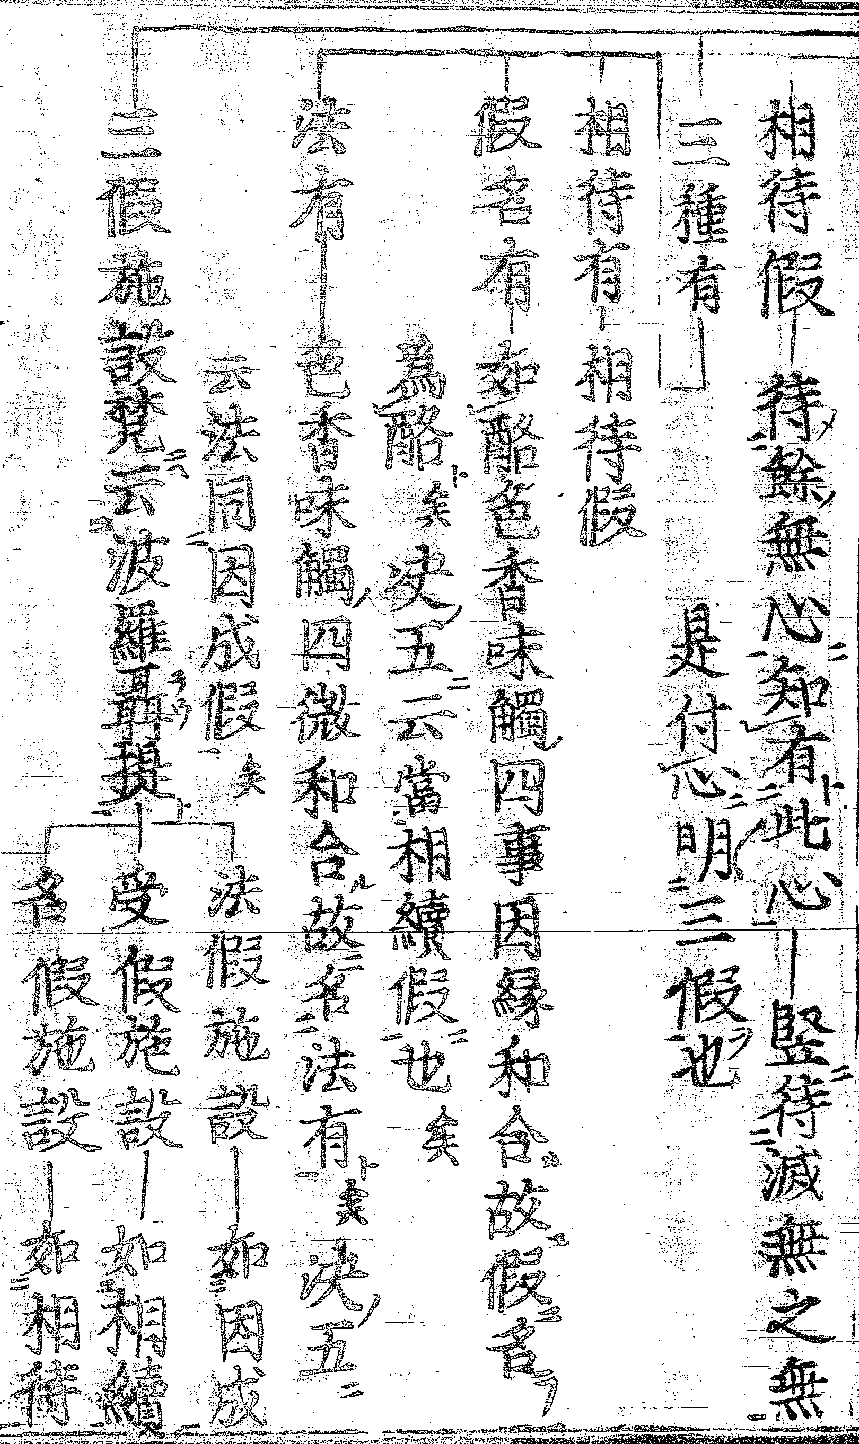 相待假―待餘無心知有此心―竪待滅無之無
三種有― 是付心明三假也
相待有―相待假
假名有―如酪色香味觸四事因縁和合故假名
為酪矣决五云當相續假也矣
法有―色香味觸四微和合故名法有矣决五
云法同因成假矣
三假施設梵云波羅聶提
法假施設―如因成
受假施設―如相續
名假施設―如相待